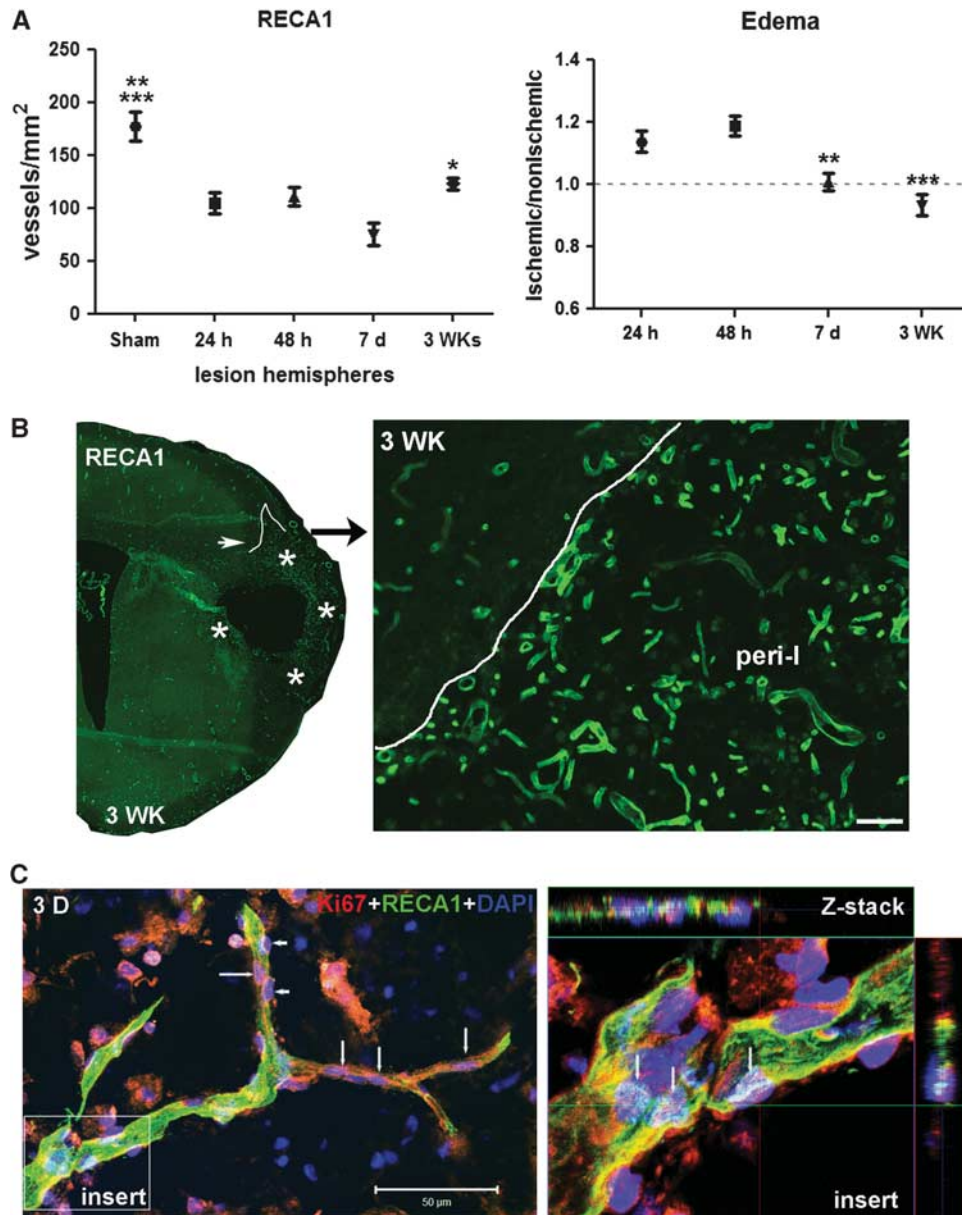 A
RECA1
vessels/mm²
250
200
150
100
50
0
**
***
*
Sham 24 h 48 h 7 d 3 WKs
lesion hemispheres
Edema
Ischemic/nonischemic
1.4
1.2
1.0
0.8
0.6
**
***
24 h 48 h 7 d 3 WK
B
RECA1
*
*
*
*
3 WK
3 WK
peri-I
C
3 D
Ki67+RECA1+DAPI
insert
50 µm
Z-stack
insert